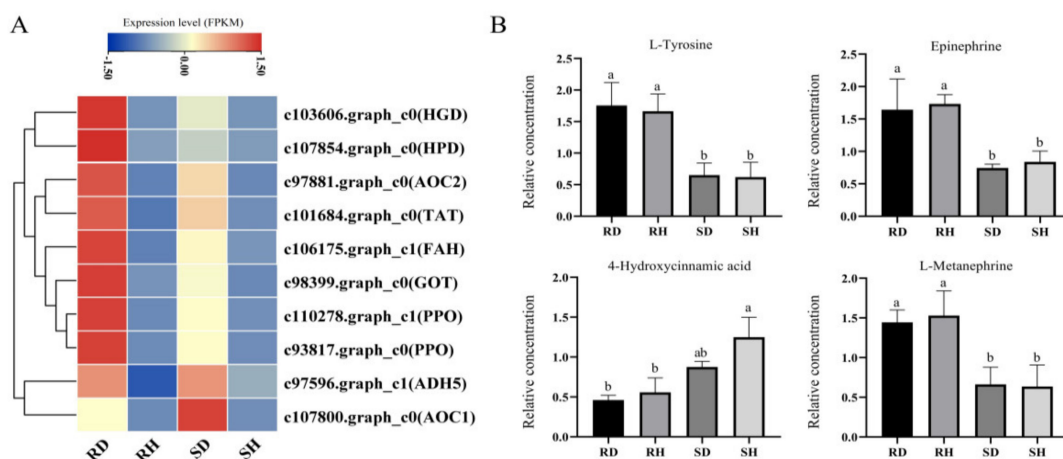 A
Expression level (FPKM)
-1.50
0.00
1.50
c103606.graph_c0(HGD)
c107854.graph_c0(HPD)
c97881.graph_c0(AOC2)
c101684.graph_c0(TAT)
c106175.graph_c1(FAH)
c98399.graph_c0(GOT)
c110278.graph_c1(PPO)
c93817.graph_c0(PPO)
c97596.graph_c1(ADH5)
c107800.graph_c0(AOC1)
RD RH SD SH
B
L-Tyrosine
Relative concentration
2.5
2.0
1.5
1.0
0.5
0.0
a a b b
RD RH SD SH
Epinephrine
Relative concentration
2.5
2.0
1.5
1.0
0.5
0.0
a a b b
RD RH SD SH
4-Hydroxycinnamic acid
Relative concentration
2.0
1.5
1.0
0.5
0.0
b b ab a
RD RH SD SH
L-Metanephrine
Relative concentration
2.0
1.5
1.0
0.5
0.0
a a b b
RD RH SD SH